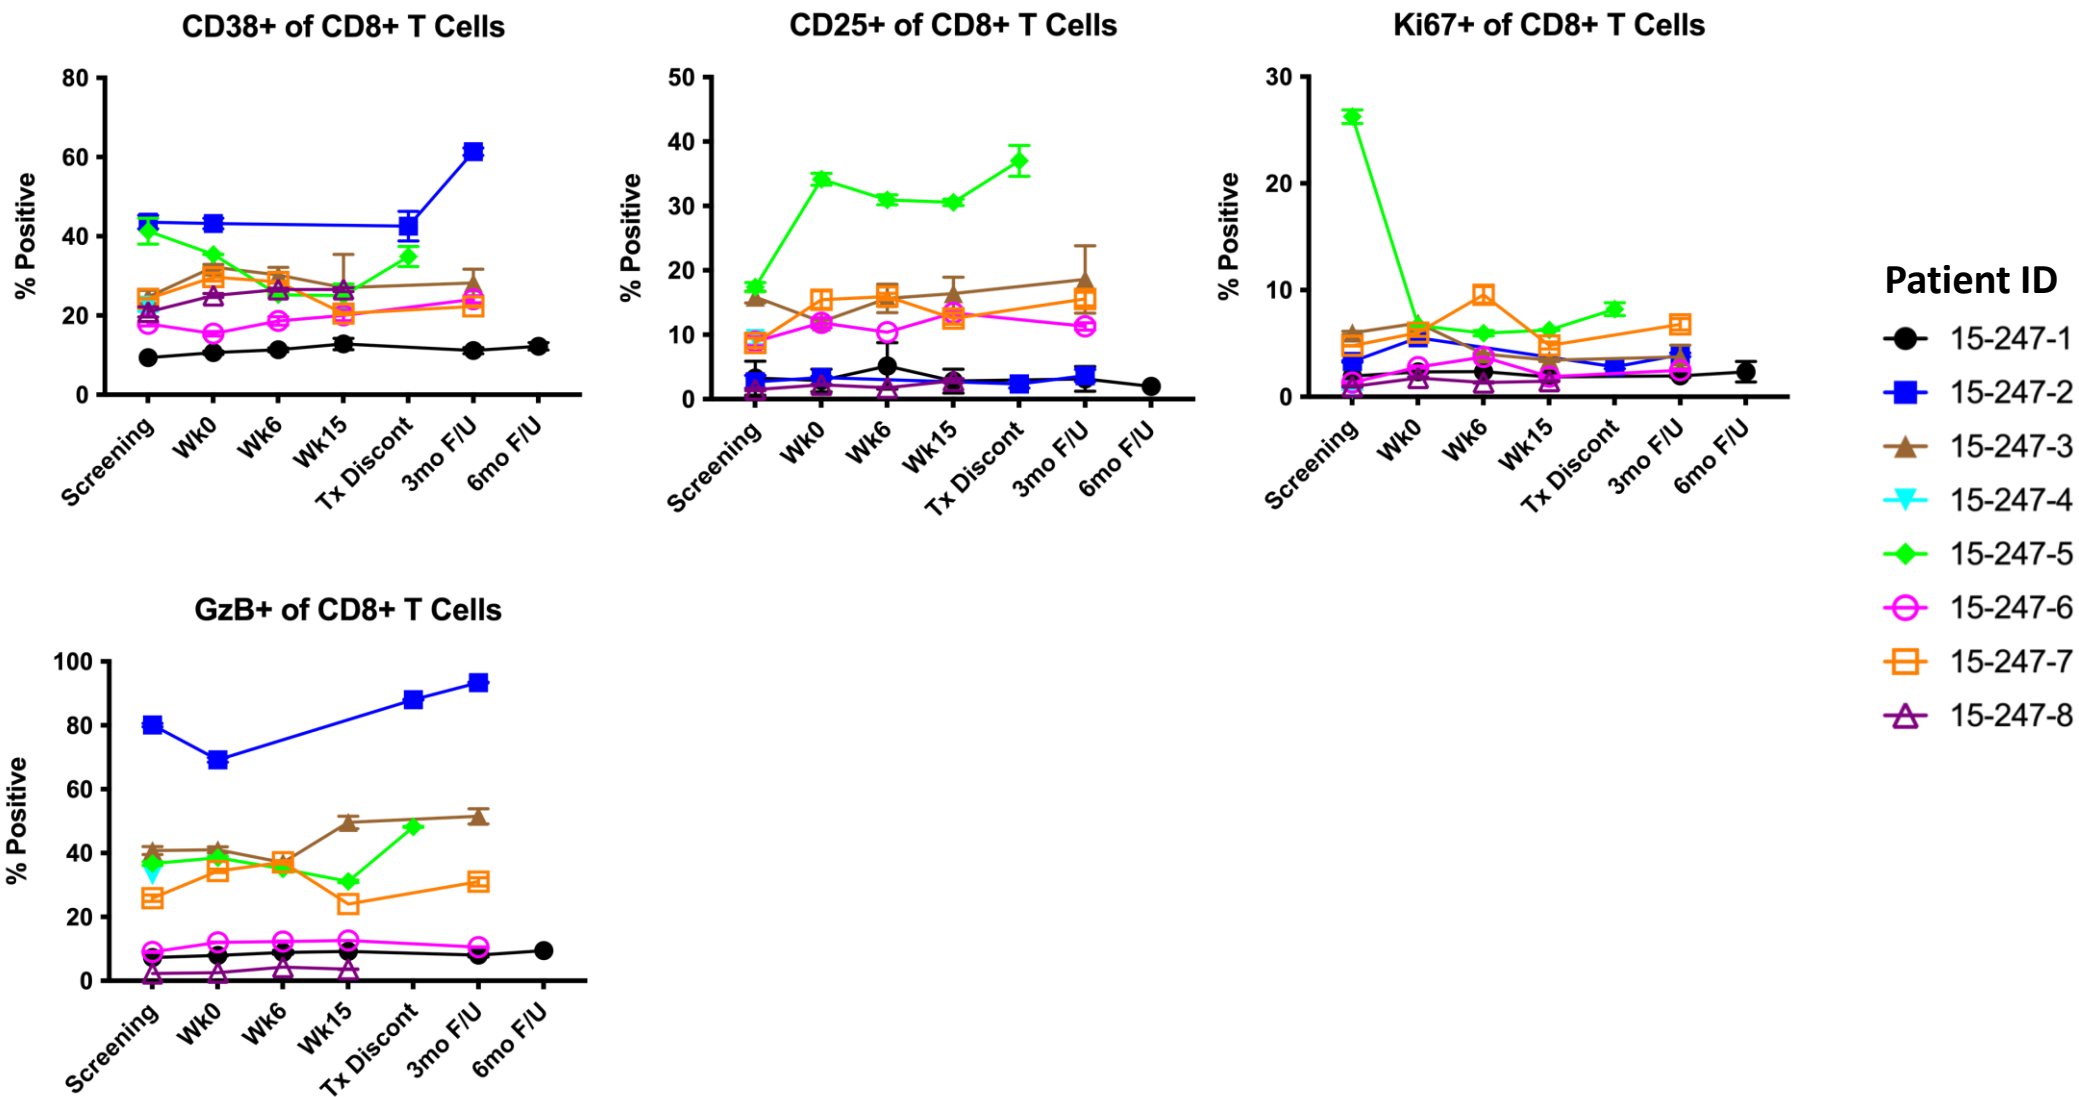 CD38+ of CD8+ T Cells
% Positive
80
60
40
20
0
Screening
Wk0
Wk6
Wk15
Tx Discont
3mo F/U
6mo F/U
CD25+ of CD8+ T Cells
% Positive
50
40
30
20
10
0
Screening
Wk0
Wk6
Wk15
Tx Discont
3mo F/U
6mo F/U
Ki67+ of CD8+ T Cells
% Positive
30
20
10
0
Screening
Wk0
Wk6
Wk15
Tx Discont
3mo F/U
6mo F/U
Patient ID
15-247-1
15-247-2
15-247-3
15-247-4
15-247-5
15-247-6
15-247-7
15-247-8
GzB+ of CD8+ T Cells
% Positive
100
80
60
40
20
0
Screening
Wk0
Wk6
Wk15
Tx Discont
3mo F/U
6mo F/U